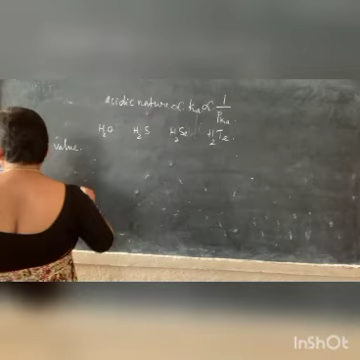 acidic nature ∝ ka ∝ 1/Pka
H2O H2S H2Se H2Te
value.
InShOt